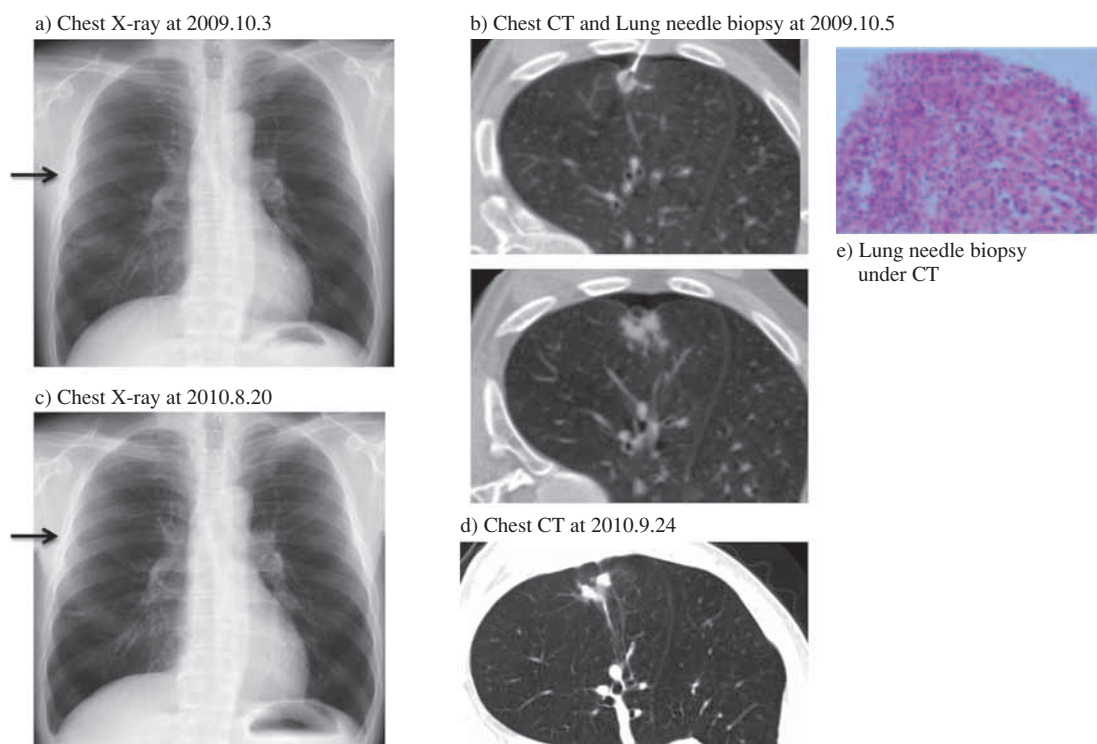 a) Chest X-ray at 2009.10.3
b) Chest CT and Lung needle biopsy at 2009.10.5
e) Lung needle biopsy
under CT
c) Chest X-ray at 2010.8.20
d) Chest CT at 2010.9.24